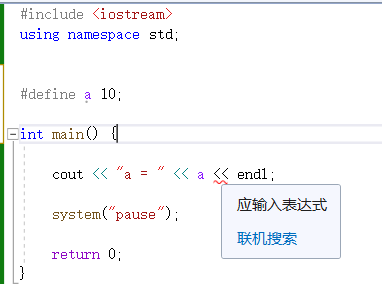 #include <iostream>
using namespace std;
#define a 10;
int main() {
cout << "a = " << a << endl;
应输入表达式
system("pause");
联机搜索
return 0;
}